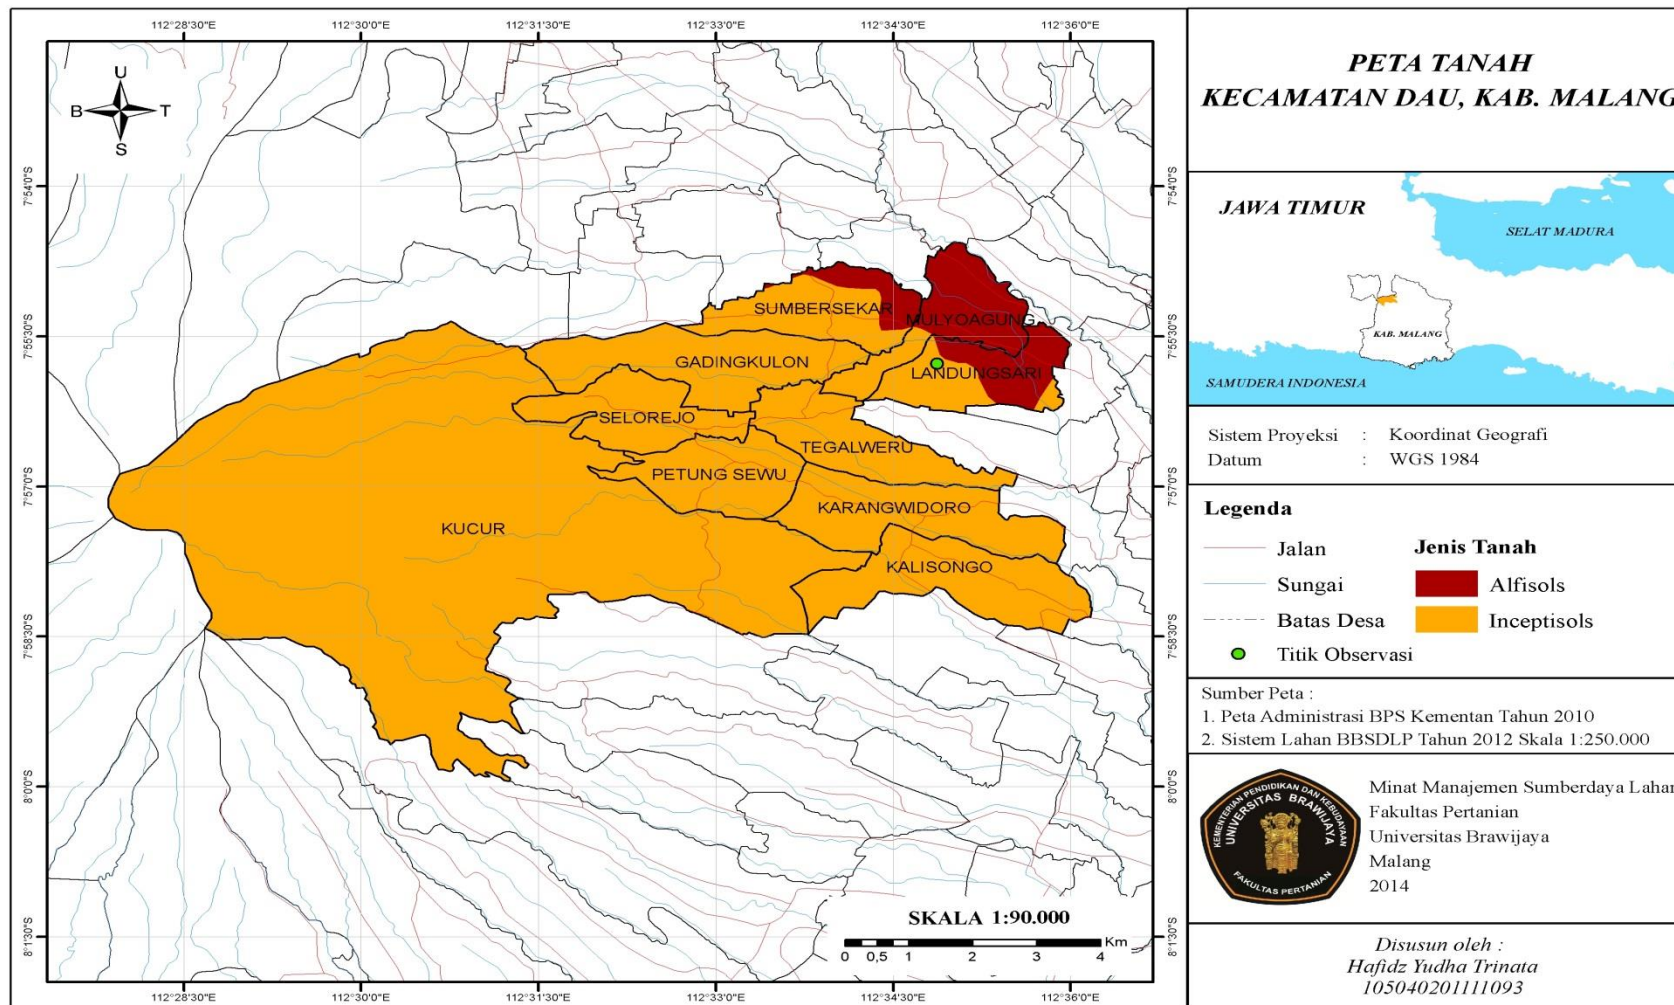 112°28'30"E 112°30'0"E 112°31'30"E 112°33'0"E 112°34'30"E 112°36'0"E
U
B T
S
7°54'0"S
7°55'30"S
7°57'0"S
7°58'30"S
8°0'0"S
8°1'30"S
SUMBERSEKAR
MULYOAGUNG
GADINGKULON
LANDUNGSARI
SELOREJO
TEGALWERU
PETUNG SEWU
KARANGWIDORO
KUCUR
KALISONGO
SKALA 1:90.000
Km
0 0,5 1 2 3 4
7°54'0"S
7°55'30"S
7°57'0"S
7°58'30"S
8°0'0"S
8°1'30"S
112°28'30"E 112°30'0"E 112°31'30"E 112°33'0"E 112°34'30"E 112°36'0"E
PETA TANAH
KECAMATAN DAU, KAB. MALANG
JAWA TIMUR
SELAT MADURA
KAB. MALANG
SAMUDERA INDONESIA
Sistem Proyeksi : Koordinat Geografi
Datum : WGS 1984
Legenda
Jalan
Sungai
Batas Desa
Titik Observasi
Jenis Tanah
Alfisols
Inceptisols
Sumber Peta :
1. Peta Administrasi BPS Kementan Tahun 2010
2. Sistem Lahan BBSDLP Tahun 2012 Skala 1:250.000
KEMENTERIAN PENDIDIKAN DAN KEBUDAYAAN
UNIVERSITAS BRAWIJAYA
FAKULTAS PERTANIAN
Minat Manajemen Sumberdaya Lahan
Fakultas Pertanian
Universitas Brawijaya
Malang
2014
Disusun oleh :
Hafidz Yudha Trinata
105040201111093